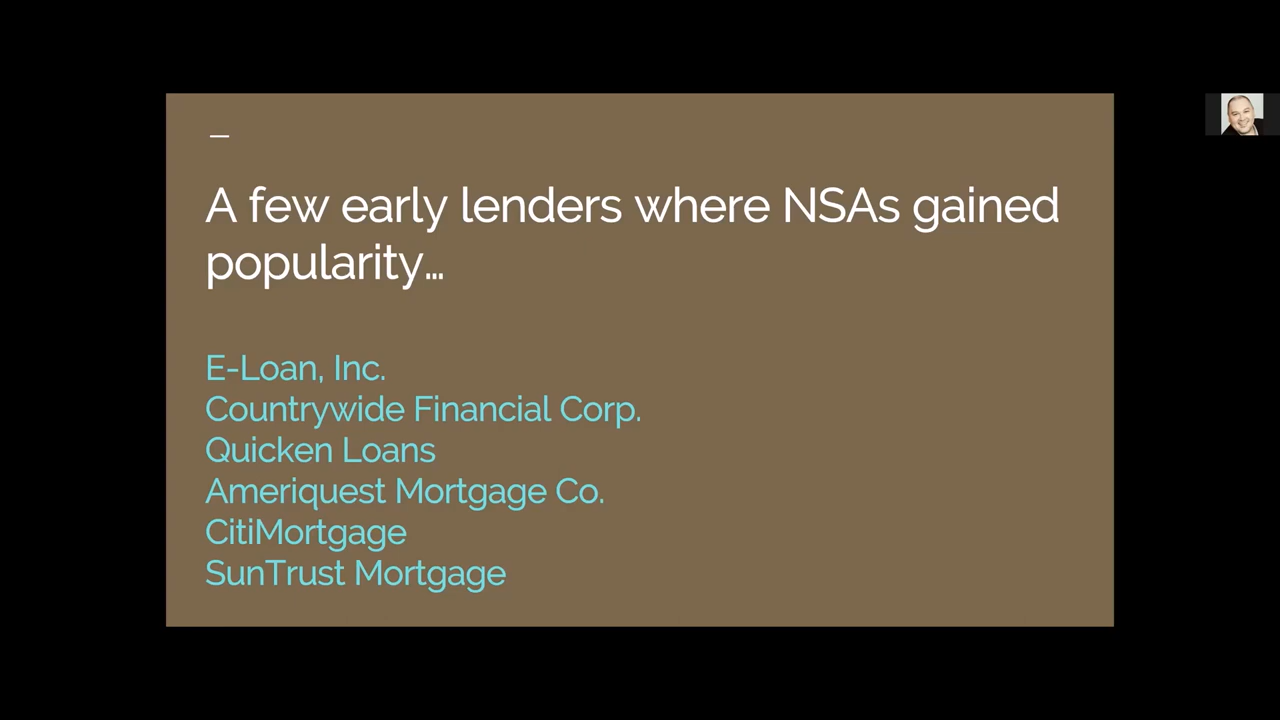 A few early lenders where NSAs gained
popularity…
E-Loan, Inc.
Countrywide Financial Corp.
Quicken Loans
Ameriquest Mortgage Co.
CitiMortgage
SunTrust Mortgage